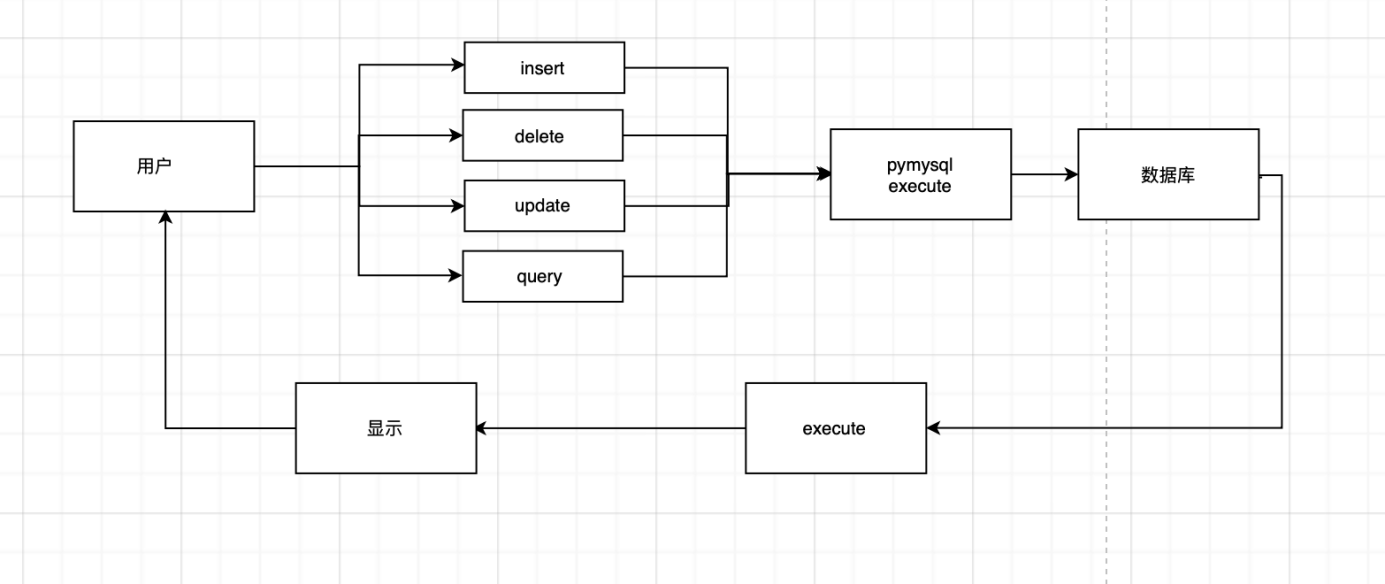 insert
delete
用户
pymysql
execute
数据库
update
query
显示
execute